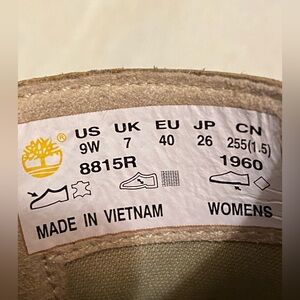 ® US UK EU JP CN
9W 7 40 26 255(1.5)
8815R 1960
MADE IN VIETNAM WOMENS